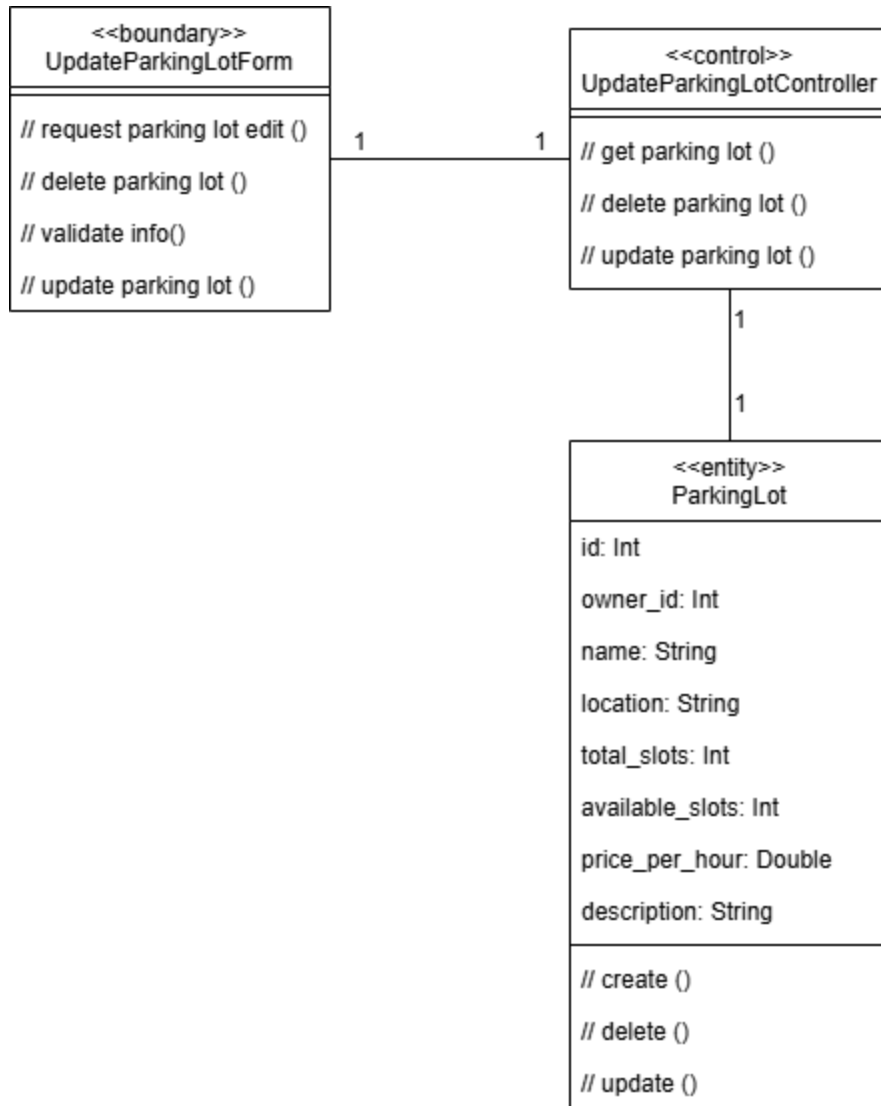 <<boundary>>
UpdateParkingLotForm
// request parking lot edit ()
// delete parking lot ()
// validate info()
// update parking lot ()
1
1
<<control>>
UpdateParkingLotController
// get parking lot ()
// delete parking lot ()
// update parking lot ()
1
1
<<entity>>
ParkingLot
id: Int
owner_id: Int
name: String
location: String
total_slots: Int
available_slots: Int
price_per_hour: Double
description: String
// create ()
// delete ()
// update ()